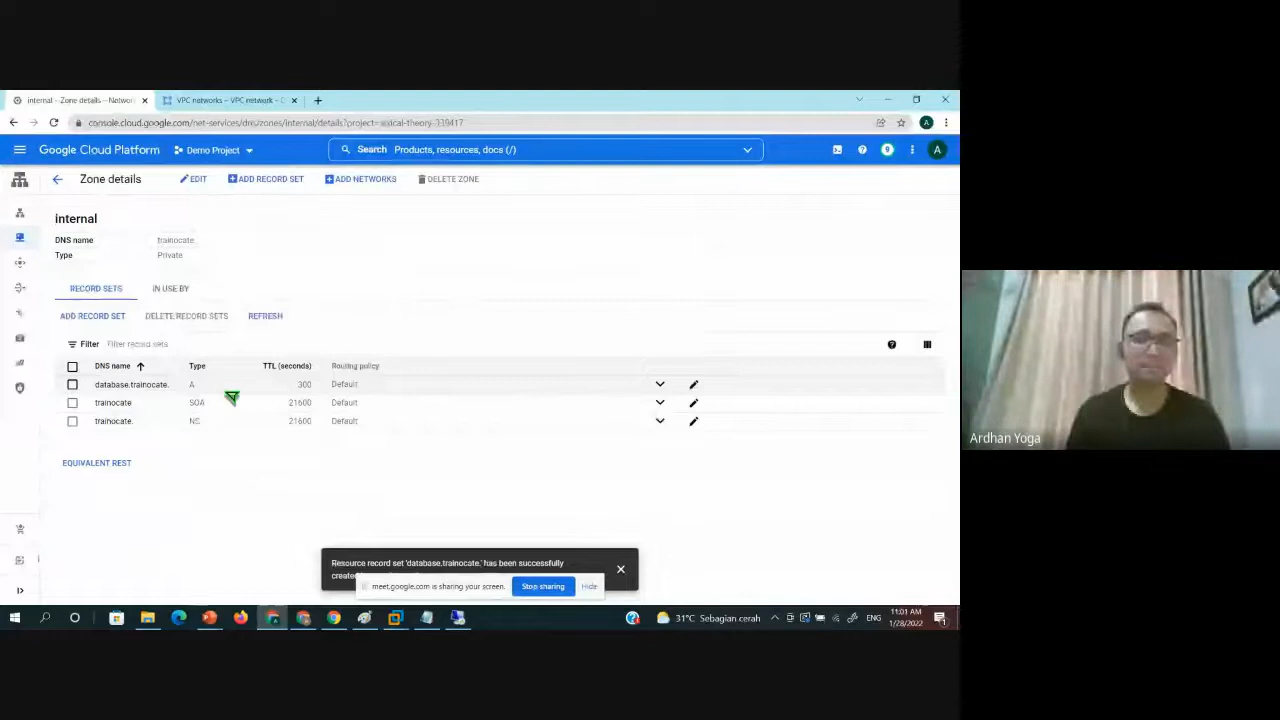 internal – Zone details – Networ
VPC networks – VPC network –
console.cloud.google.com/net-services/dns/zones/internal/details?project=
Google Cloud Platform
Demo Project
Search Products, resources, docs (/)
9
A
Zone details
EDIT
ADD RECORD SET
ADD NETWORKS
DELETE ZONE
internal
DNS name trainocate.
Type Private
RECORD SETS
IN USE BY
ADD RECORD SET
DELETE RECORD SETS
REFRESH
Filter Filter record sets
DNS name Type TTL (seconds) Routing policy
database.trainocate. A 300 Default
trainocate. SOA 21600 Default
trainocate. NS 21600 Default
EQUIVALENT REST
Resource record set 'database.trainocate.' has been successfully
created
meet.google.com is sharing your screen.
Stop sharing
Hide
31°C Sebagian cerah
ENG
11:01 AM
1/28/2022
Ardhan Yoga